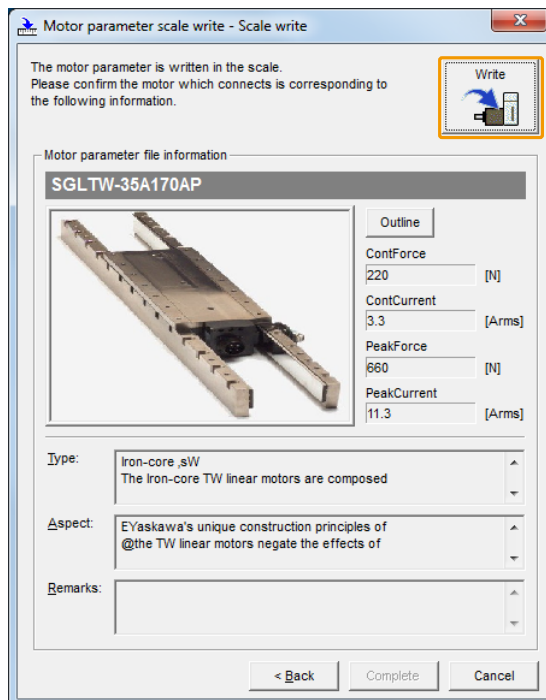 Motor parameter scale write - Scale write
The motor parameter is written in the scale.
Please confirm the motor which connects is corresponding to
the following information.
Write
Motor parameter file information
SGLTW-35A170AP
Outline
ContForce
220 [N]
ContCurrent
3.3 [Arms]
PeakForce
660 [N]
PeakCurrent
11.3 [Arms]
Type:
Iron-core ,sW
The Iron-core TW linear motors are composed
Aspect:
EYaskawa's unique construction principles of
@the TW linear motors negate the effects of
Remarks:
< Back
Complete
Cancel